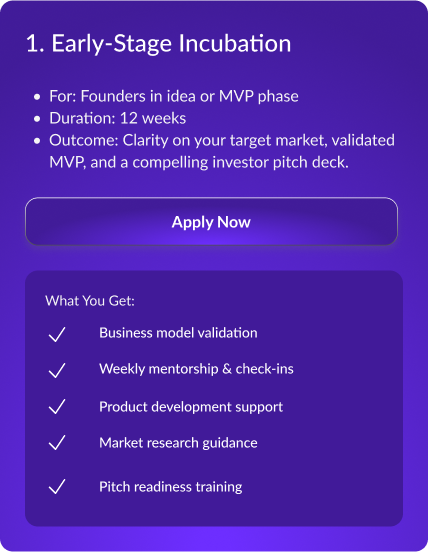 1. Early-Stage Incubation
• For: Founders in idea or MVP phase
• Duration: 12 weeks
• Outcome: Clarity on your target market, validated
MVP, and a compelling investor pitch deck.
Apply Now
What You Get:
Business model validation
Weekly mentorship & check-ins
Product development support
Market research guidance
Pitch readiness training